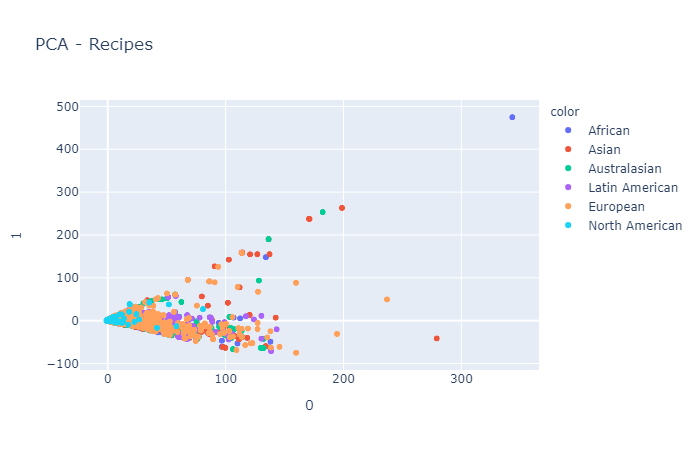 PCA - Recipes
color
African
Asian
Australasian
Latin American
European
North American
500
400
300
200
100
0
−100
1
0
100
200
300
0